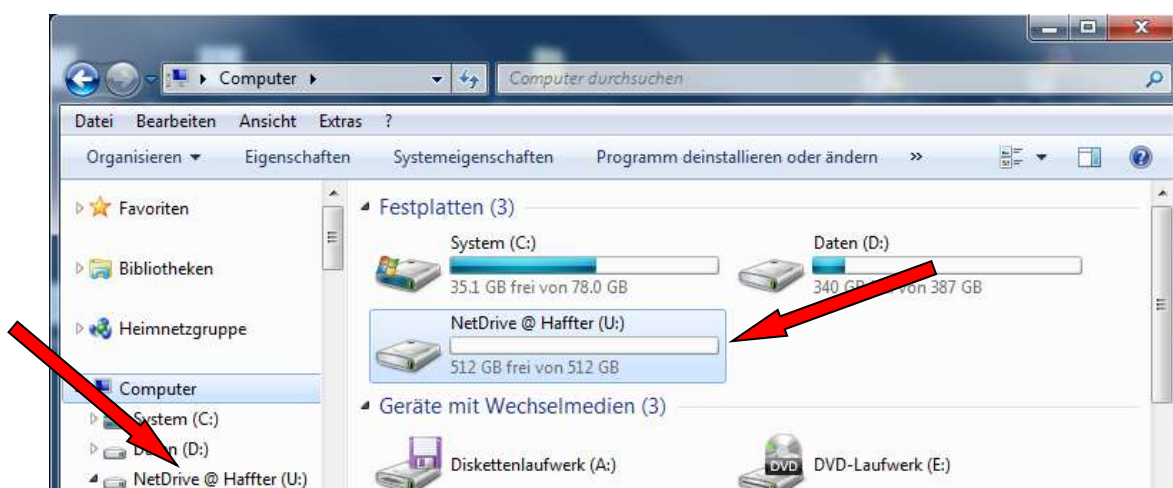 Computer
Computer durchsuchen
Datei Bearbeiten Ansicht Extras ?
Organisieren Eigenschaften Systemeigenschaften Programm deinstallieren oder ändern »
Favoriten
Bibliotheken
Heimnetzgruppe
Computer
System (C:)
(D:)
NetDrive @ Haffter (U:)
Festplatten (3)
System (C:)
35.1 GB frei von 78.0 GB
Daten (D:)
340 GB von 387 GB
NetDrive @ Haffter (U:)
512 GB frei von 512 GB
Geräte mit Wechselmedien (3)
Diskettenlaufwerk (A:)
DVD
DVD-Laufwerk (E:)